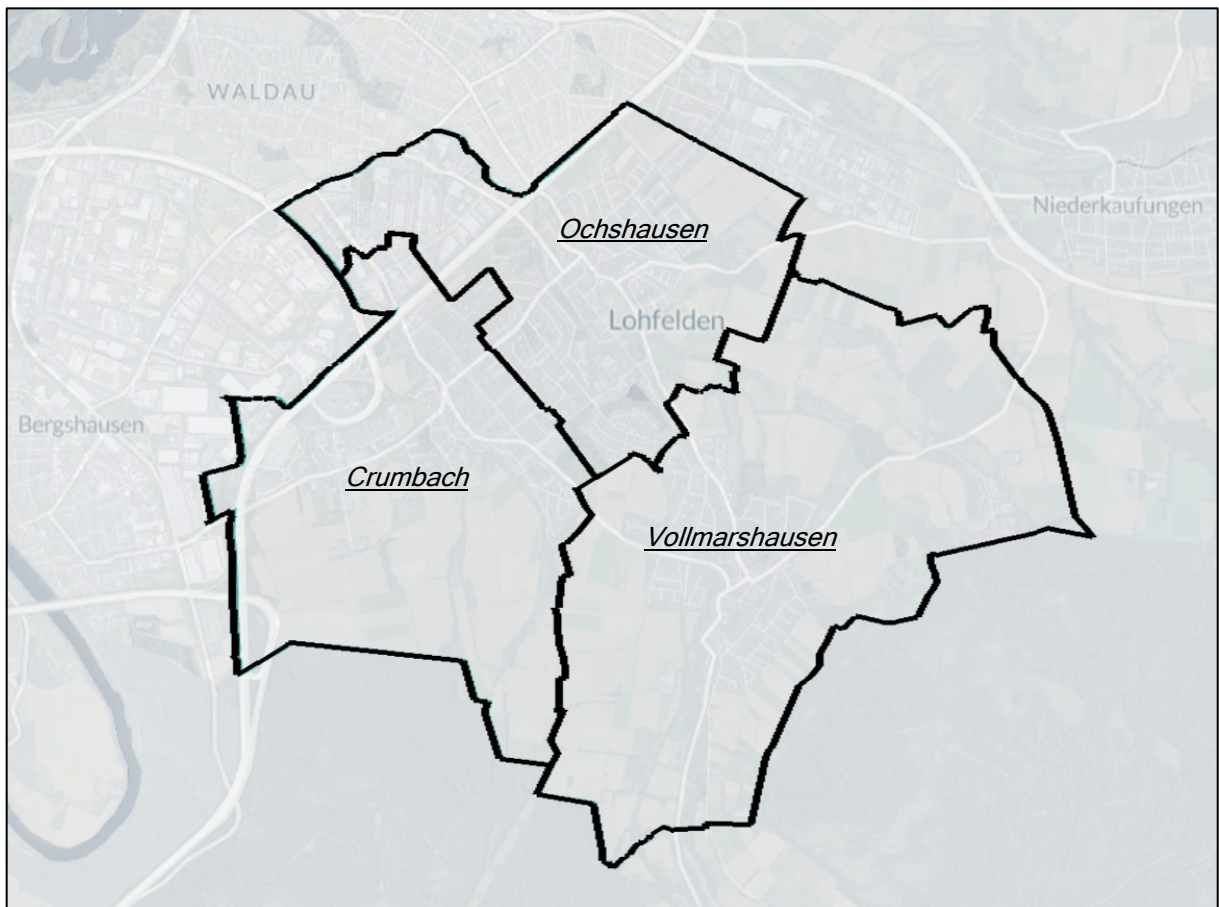 WALDAU
Niederkaufungen
Ochshausen
Lohfelden
Bergshausen
Crumbach
Vollmarshausen